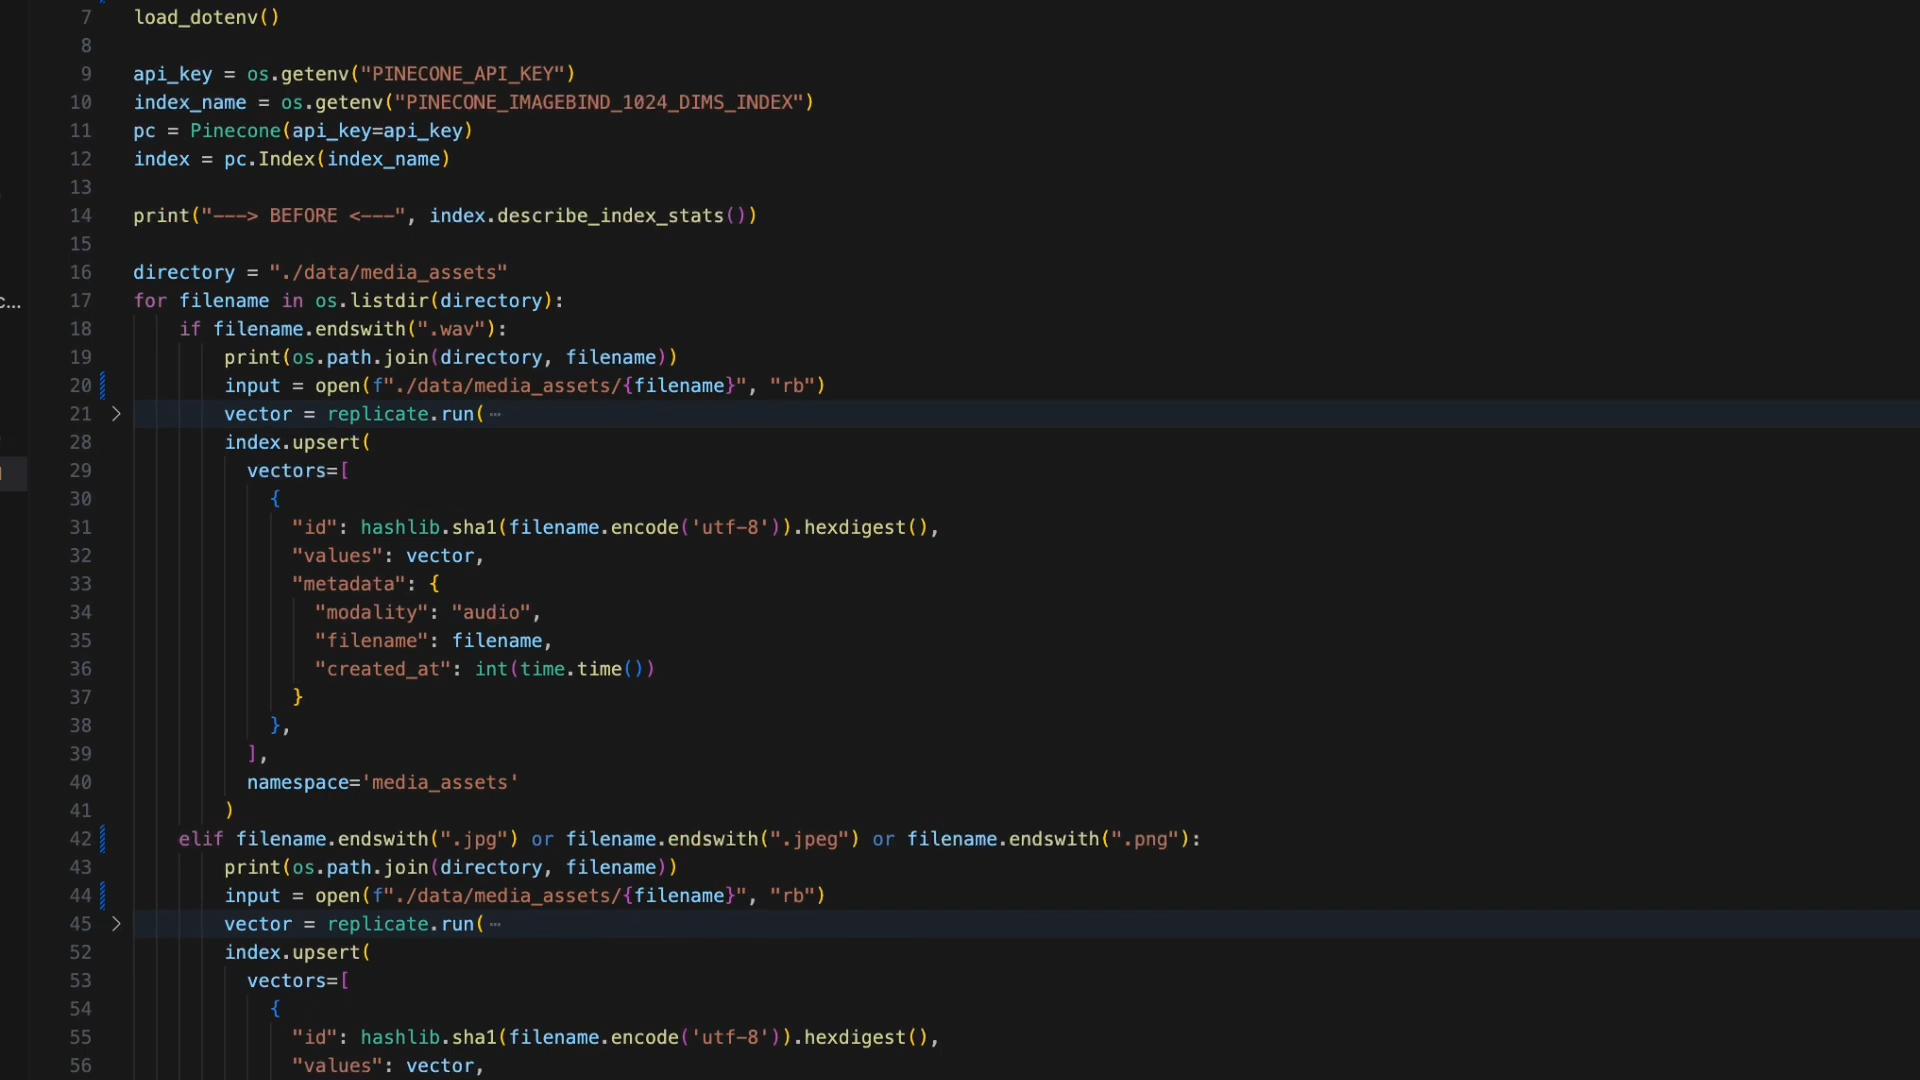 7 load_dotenv()
8
9 api_key = os.getenv("PINECONE_API_KEY")
10 index_name = os.getenv("PINECONE_IMAGEBIND_1024_DIMS_INDEX")
11 pc = Pinecone(api_key=api_key)
12 index = pc.Index(index_name)
13
14 print("---> BEFORE <---", index.describe_index_stats())
15
16 directory = "./data/media_assets"
c... 17 for filename in os.listdir(directory):
18 if filename.endswith(".wav"):
19 print(os.path.join(directory, filename))
20 input = open(f"./data/media_assets/{filename}", "rb")
21 vector = replicate.run( ⋯
28 index.upsert(
29 vectors=[
30 {
31 "id": hashlib.sha1(filename.encode('utf-8')).hexdigest(),
32 "values": vector,
33 "metadata": {
34 "modality": "audio",
35 "filename": filename,
36 "created_at": int(time.time())
37 }
38 },
39 ],
40 namespace='media_assets'
41 )
42 elif filename.endswith(".jpg") or filename.endswith(".jpeg") or filename.endswith(".png"):
43 print(os.path.join(directory, filename))
44 input = open(f"./data/media_assets/{filename}", "rb")
45 vector = replicate.run( ⋯
52 index.upsert(
53 vectors=[
54 {
55 "id": hashlib.sha1(filename.encode('utf-8')).hexdigest(),
56 "values": vector,